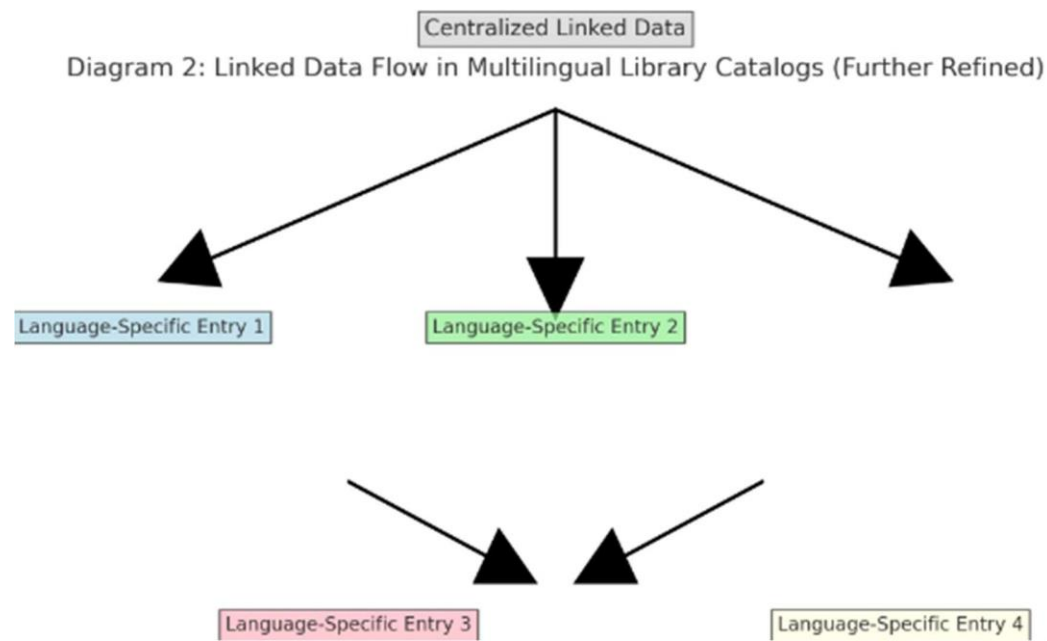 Centralized Linked Data
Diagram 2: Linked Data Flow in Multilingual Library Catalogs (Further Refined)
Language-Specific Entry 1
Language-Specific Entry 2
Language-Specific Entry 3
Language-Specific Entry 4